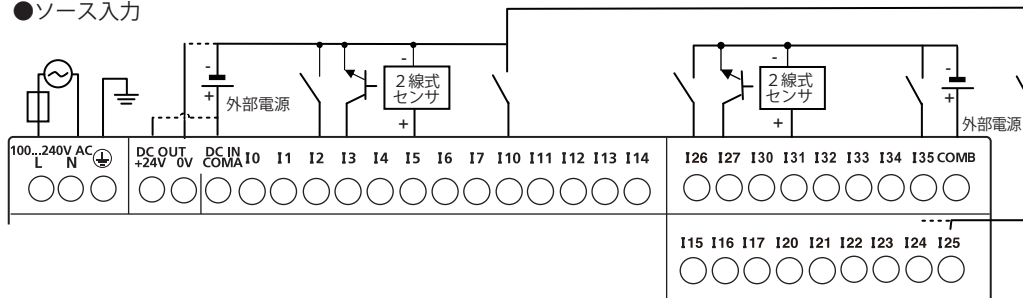 ●ソース入力
-
+
外部電源
-
2線式
センサ
+
-
2線式
センサ
+
-
+
外部電源
100...240V AC
L N
DC OUT
+24V 0V
DC IN
COMA I0 I1 I2 I3 I4 I5 I6 I7 I10 I11 I12 I13 I14
I26 I27 I30 I31 I32 I33 I34 I35 COMB
I15 I16 I17 I20 I21 I22 I23 I24 I25